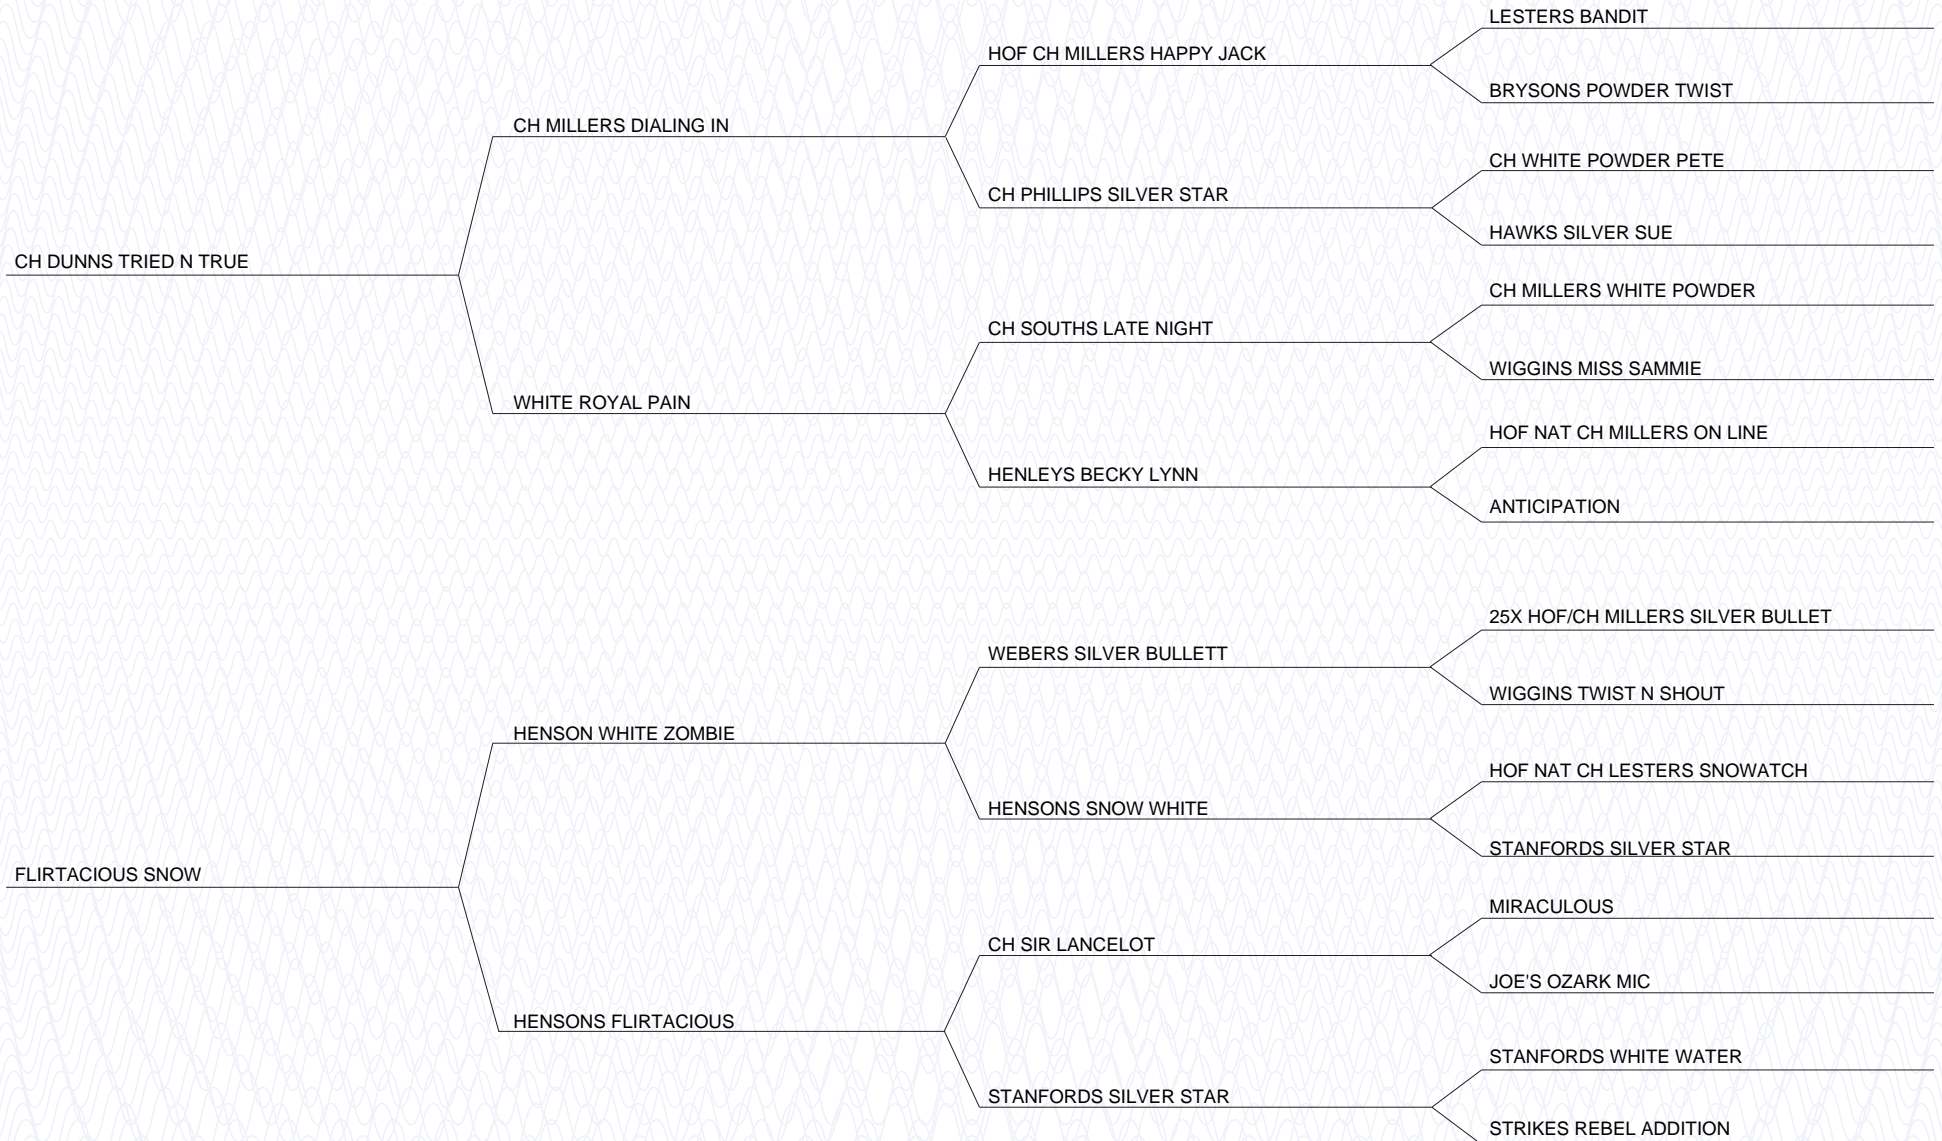 LESTERS BANDIT
HOF CH MILLERS HAPPY JACK
BRYSONS POWDER TWIST
CH MILLERS DIALING IN
CH WHITE POWDER PETE
CH PHILLIPS SILVER STAR
HAWKS SILVER SUE
CH DUNNS TRIED N TRUE
CH MILLERS WHITE POWDER
CH SOUTHS LATE NIGHT
WIGGINS MISS SAMMIE
WHITE ROYAL PAIN
HOF NAT CH MILLERS ON LINE
HENLEYS BECKY LYNN
ANTICIPATION
25X HOF/CH MILLERS SILVER BULLET
WEBERS SILVER BULLETT
WIGGINS TWIST N SHOUT
HENSON WHITE ZOMBIE
HOF NAT CH LESTERS SNOWATCH
HENSONS SNOW WHITE
STANFORDS SILVER STAR
FLIRTACIOUS SNOW
MIRACULOUS
CH SIR LANCELOT
JOE'S OZARK MIC
HENSONS FLIRTACIOUS
STANFORDS WHITE WATER
STANFORDS SILVER STAR
STRIKES REBEL ADDITION